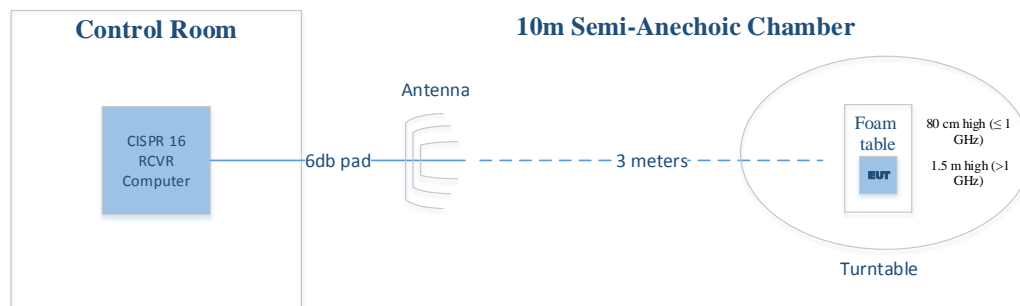 Control Room
10m Semi-Anechoic Chamber
Antenna
CISPR 16
RCVR
Computer
6db pad
3 meters
Foam
table
EUT
80 cm high (≤ 1
GHz)
1.5 m high (>1
GHz)
Turntable